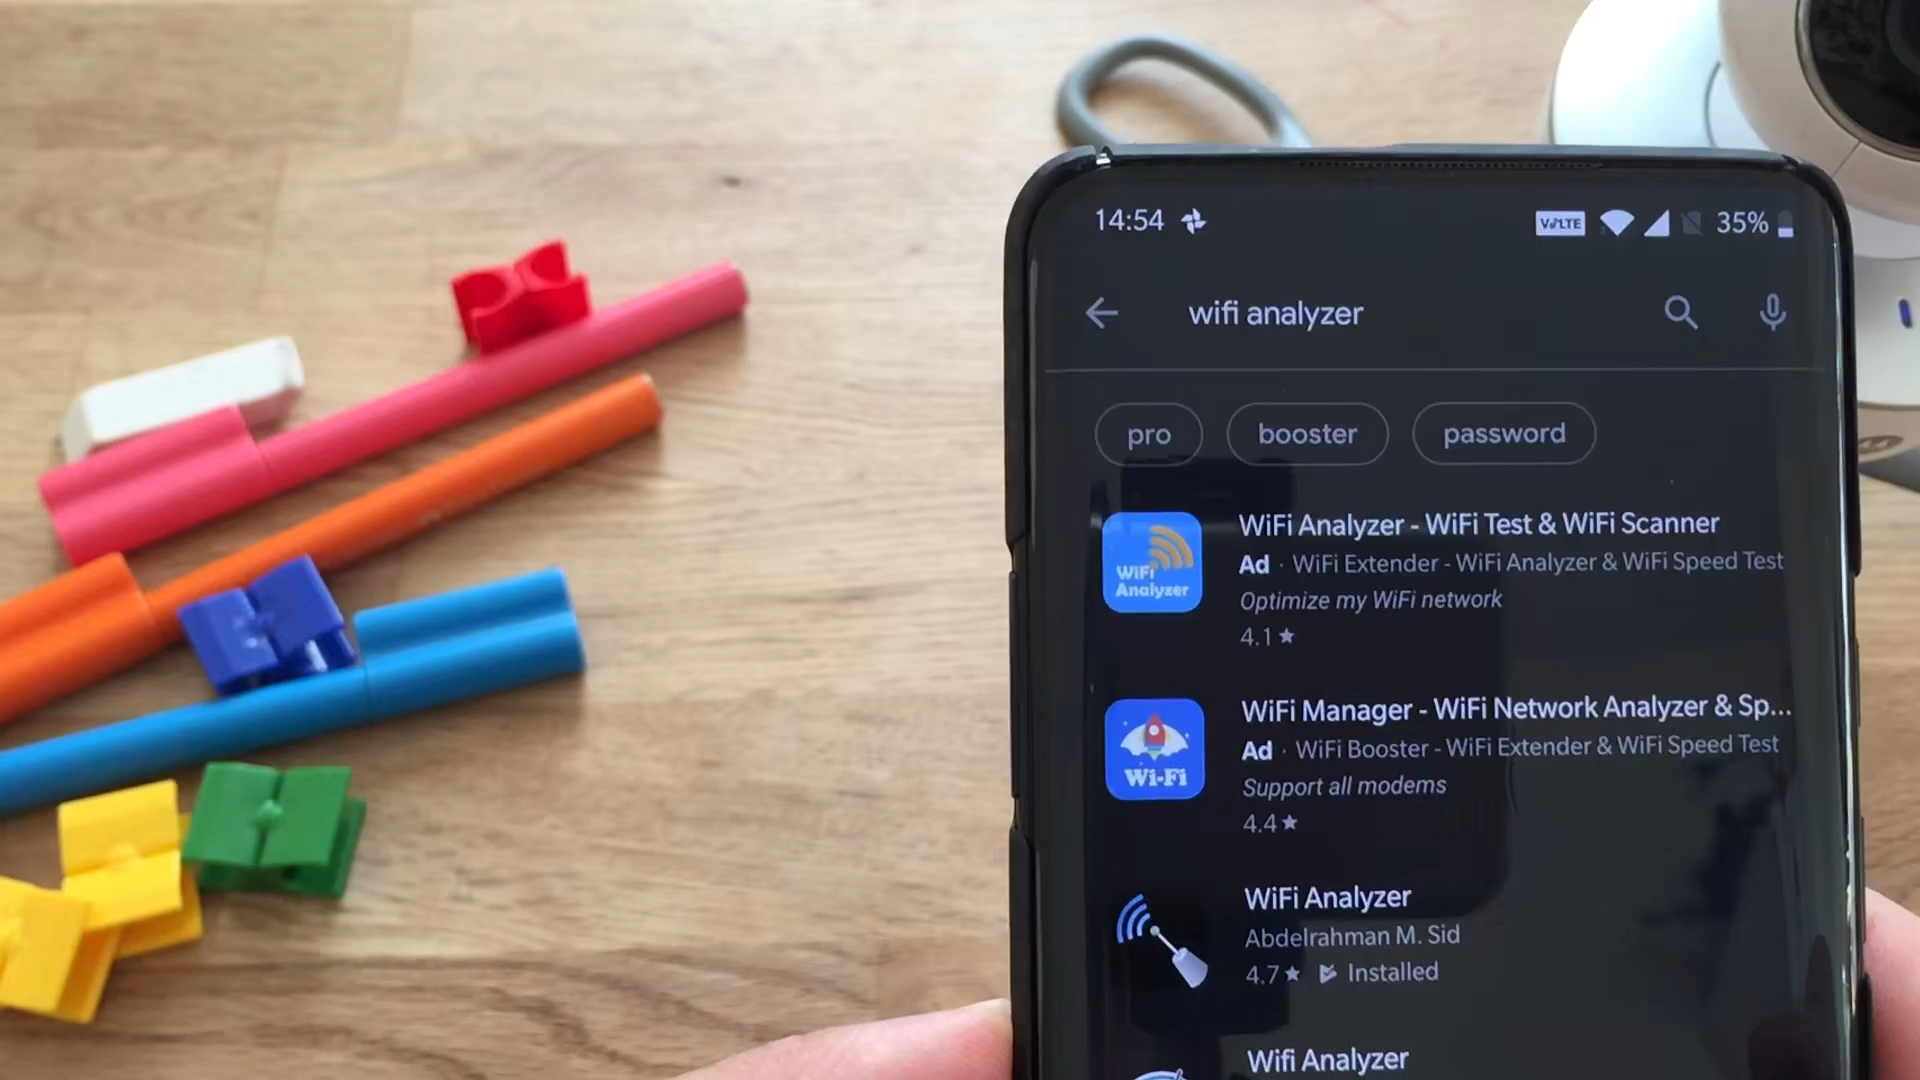 14:54
VoLTE
35%
wifi analyzer
pro
booster
password
WiFi Analyzer
WiFi Analyzer - WiFi Test & WiFi Scanner
Ad · WiFi Extender - WiFi Analyzer & WiFi Speed Test
Optimize my WiFi network
4.1★
Wi-Fi
WiFi Manager - WiFi Network Analyzer & Sp...
Ad · WiFi Booster - WiFi Extender & WiFi Speed Test
Support all modems
4.4★
WiFi Analyzer
Abdelrahman M. Sid
4.7★ Installed
Wifi Analyzer